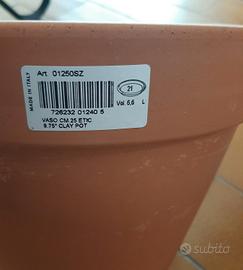 Art. 01250SZ
MADE IN ITALY
21
Vol. 6,6 L
726232 01240 5
VASO CM 25 ETIC
9.75" CLAY POT
subito